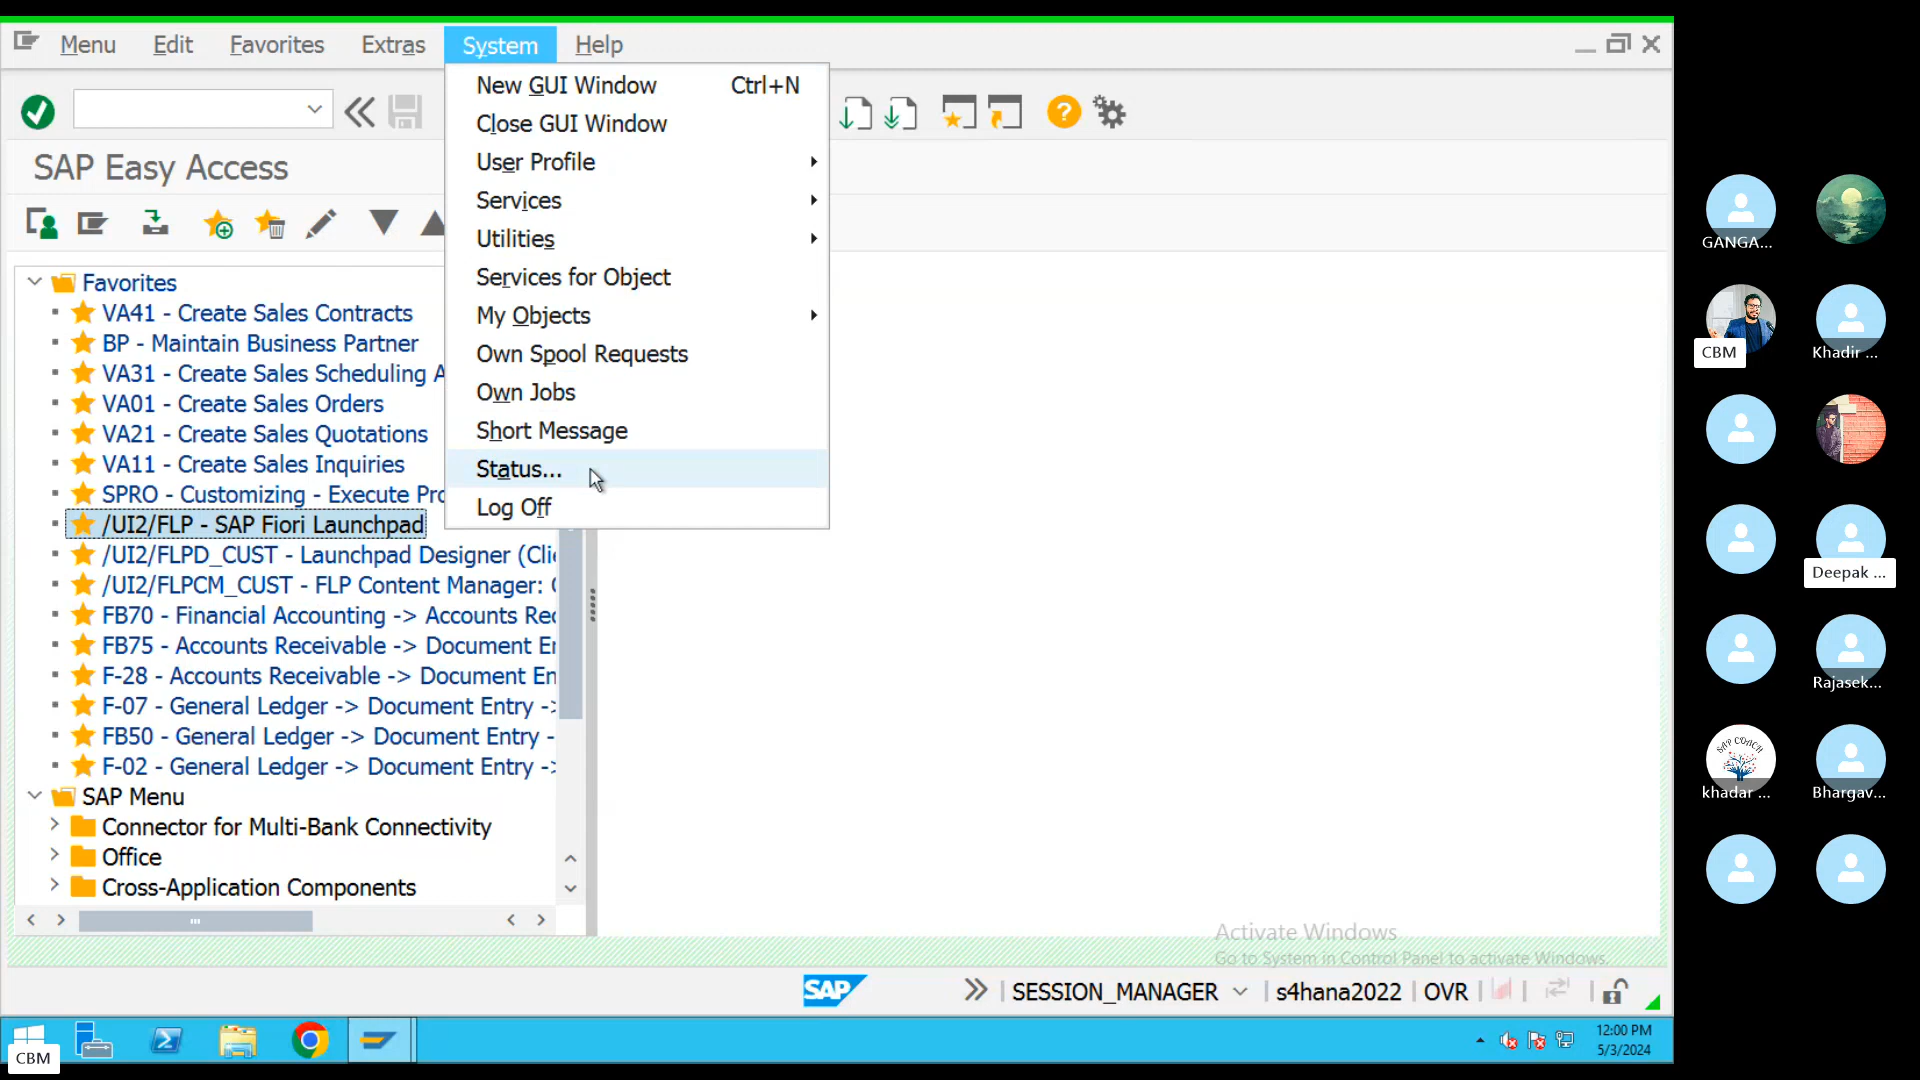 Menu Edit Favorites Extras System Help
New GUI Window Ctrl+N
Close GUI Window
User Profile
Services
Utilities
Services for Object
My Objects
Own Spool Requests
Own Jobs
Short Message
Status...
Log Off
SAP Easy Access
Favorites
VA41 - Create Sales Contracts
BP - Maintain Business Partner
VA31 - Create Sales Scheduling A
VA01 - Create Sales Orders
VA21 - Create Sales Quotations
VA11 - Create Sales Inquiries
SPRO - Customizing - Execute Pro
/UI2/FLP - SAP Fiori Launchpad
/UI2/FLPD_CUST - Launchpad Designer (Clie
/UI2/FLPCM_CUST - FLP Content Manager: C
FB70 - Financial Accounting -> Accounts Rec
FB75 - Accounts Receivable -> Document En
F-28 - Accounts Receivable -> Document En
F-07 - General Ledger -> Document Entry ->
FB50 - General Ledger -> Document Entry -
F-02 - General Ledger -> Document Entry ->
SAP Menu
Connector for Multi-Bank Connectivity
Office
Cross-Application Components
Activate Windows
Go to System in Control Panel to activate Windows.
SAP
SESSION_MANAGER s4hana2022 OVR
12:00 PM
5/3/2024
CBM
GANGA...
CBM
Khadir ...
Deepak ...
Rajasek...
SAP COACH
khadar ...
Bhargav...